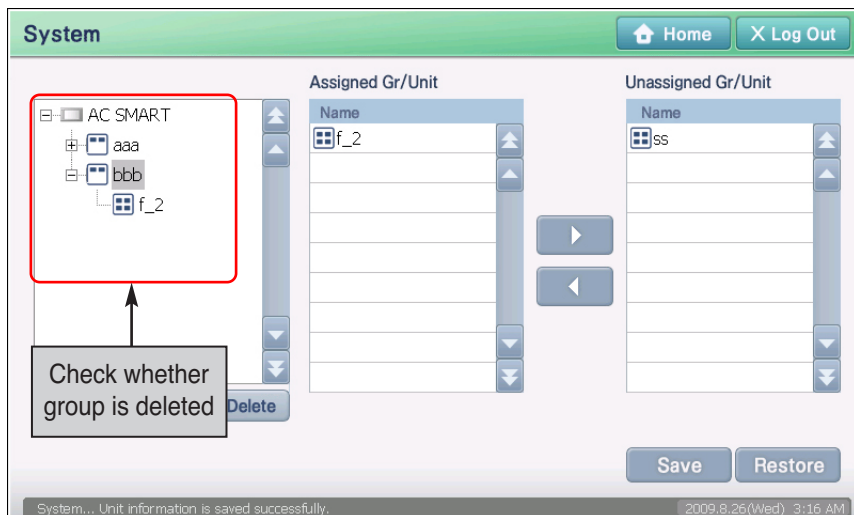 System
Home
X Log Out
AC SMART
aaa
bbb
f_2
Assigned Gr/Unit
Name
f_2
Unassigned Gr/Unit
Name
ss
Check whether
group is deleted
Delete
Save
Restore
System... Unit information is saved successfully.
2009.8.26(Wed) 3:16 AM